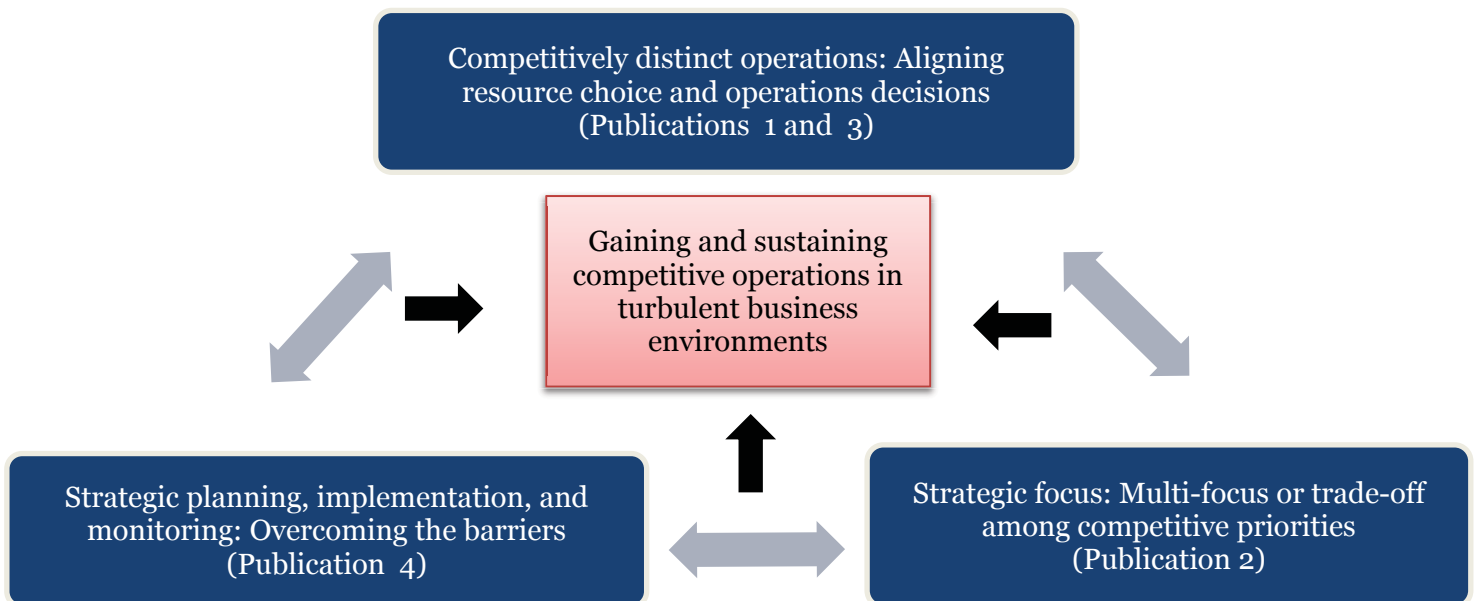 Competitively distinct operations: Aligning
resource choice and operations decisions
(Publications 1 and 3)
Gaining and sustaining
competitive operations in
turbulent business
environments
Strategic planning, implementation, and
monitoring: Overcoming the barriers
(Publication 4)
Strategic focus: Multi-focus or trade-off
among competitive priorities
(Publication 2)